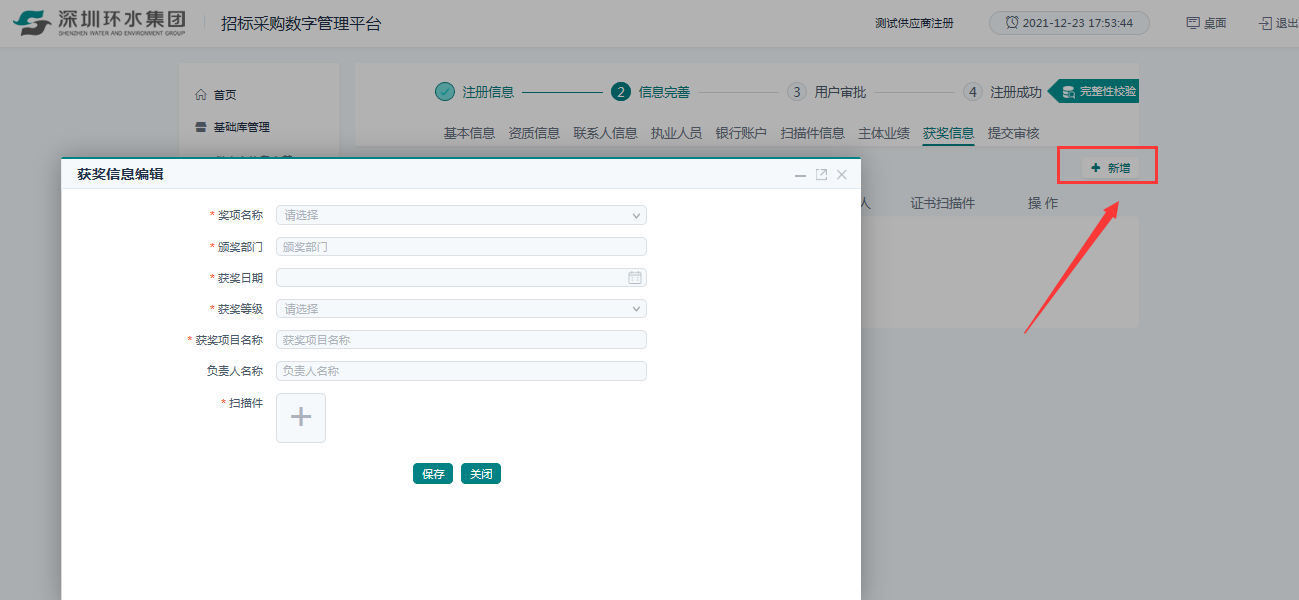 深圳环水集团
SHENZHEN WATER AND ENVIRONMENT GROUP
招标采购数字管理平台
测试供应商注册
2021-12-23 17:53:44
桌面
退出
首页
基础库管理
注册信息
2 信息完善
3 用户审批
4 注册成功
完整性校验
基本信息 资质信息 联系人信息 执业人员 银行账户 扫描件信息 主体业绩 获奖信息 提交审核
新增
人 证书扫描件 操 作
获奖信息编辑
* 奖项名称 请选择
* 颁奖部门 颁奖部门
* 获奖日期
* 获奖等级 请选择
* 获奖项目名称 获奖项目名称
负责人名称 负责人名称
* 扫描件
保存 关闭